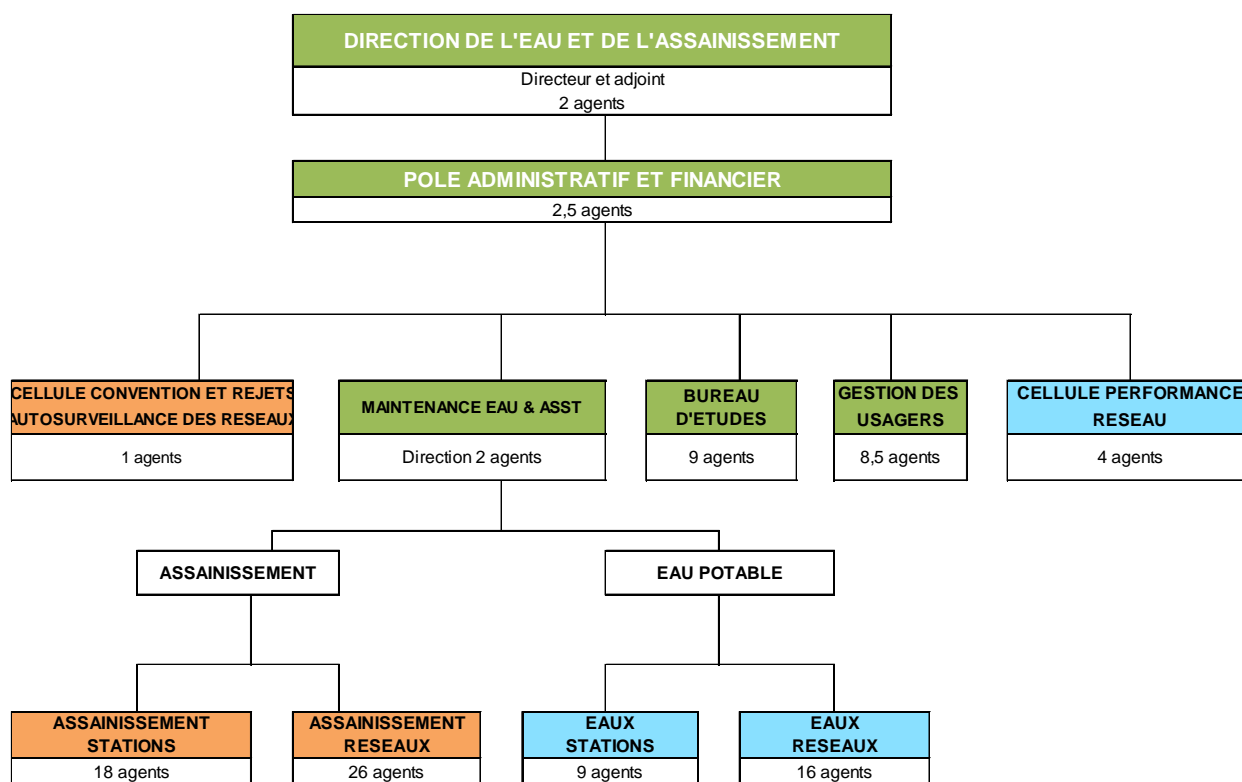 DIRECTION DE L'EAU ET DE L'ASSAINISSEMENT
Directeur et adjoint
2 agents
POLE ADMINISTRATIF ET FINANCIER
2,5 agents
CELLULE CONVENTION ET REJETS
AUTOSURVEILLANCE DES RESEAUX
1 agents
MAINTENANCE EAU & ASST
Direction 2 agents
BUREAU
D'ETUDES
9 agents
GESTION DES
USAGERS
8,5 agents
CELLULE PERFORMANCE
RESEAU
4 agents
ASSAINISSEMENT
EAU POTABLE
ASSAINISSEMENT
STATIONS
18 agents
ASSAINISSEMENT
RESEAUX
26 agents
EAUX
STATIONS
9 agents
EAUX
RESEAUX
16 agents